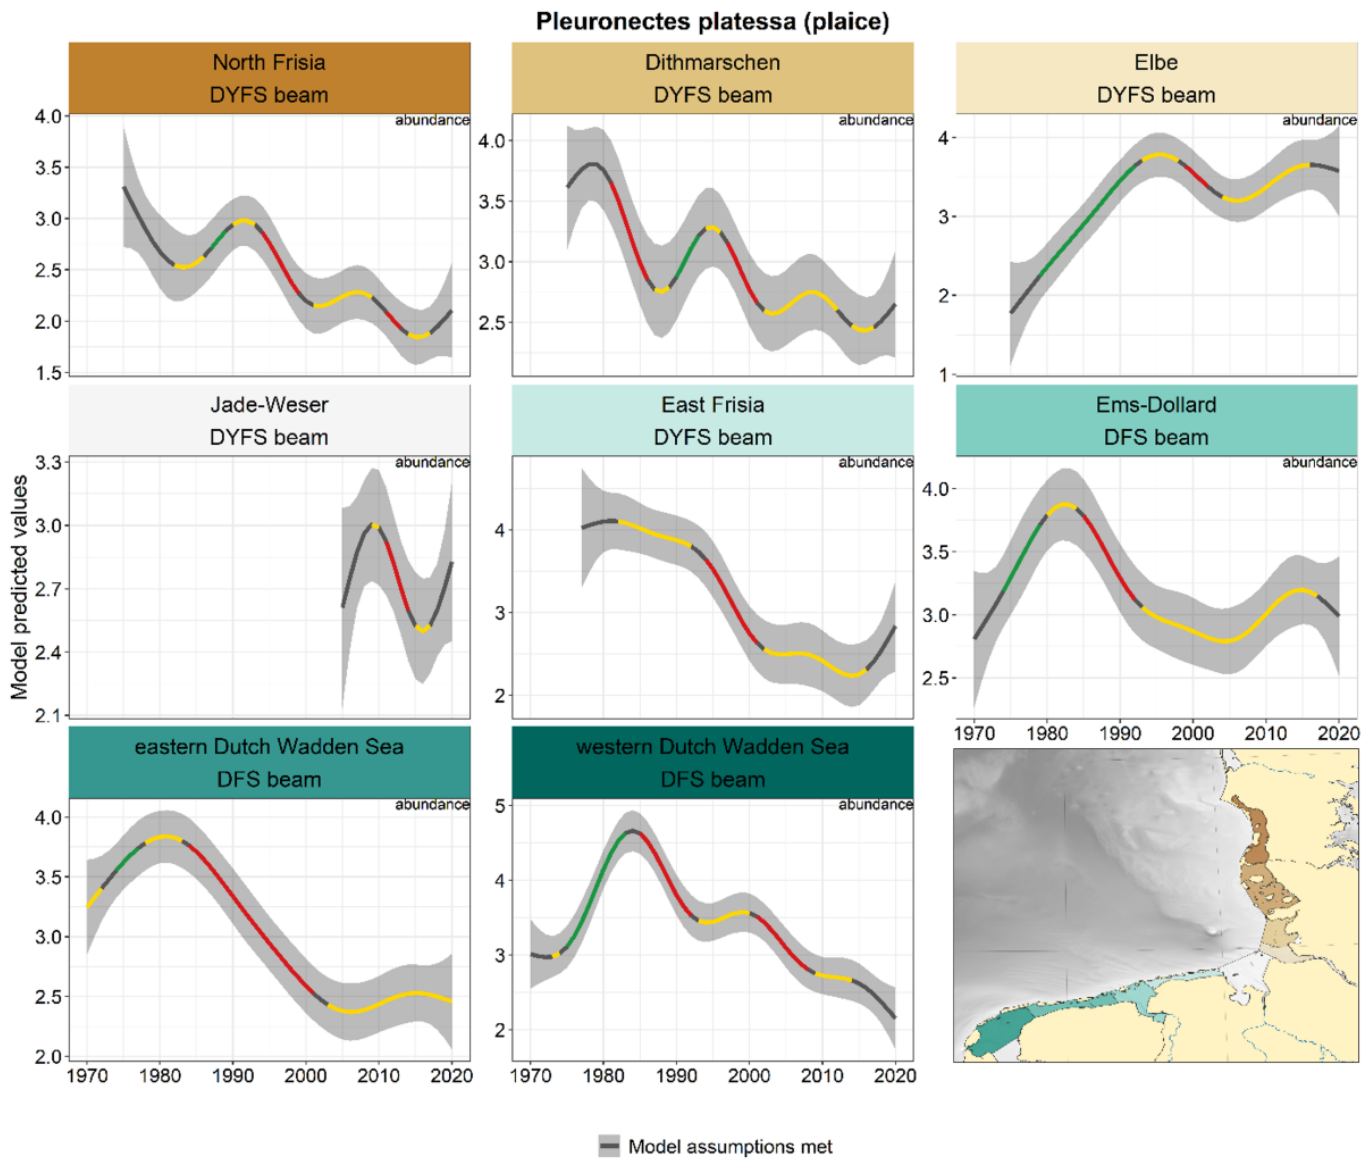 Pleuronectes platessa (plaice)
North Frisia
DYFS beam
Dithmarschen
DYFS beam
Elbe
DYFS beam
abundance
4.0
3.5
3.0
2.5
2.0
1.5
abundance
4.0
3.5
3.0
2.5
abundance
4
3
2
1
Jade-Weser
DYFS beam
East Frisia
DYFS beam
Ems-Dollard
DFS beam
Model predicted values
abundance
3.3
3.0
2.7
2.4
2.1
abundance
4
3
2
abundance
4.0
3.5
3.0
2.5
1970 1980 1990 2000 2010 2020
eastern Dutch Wadden Sea
DFS beam
western Dutch Wadden Sea
DFS beam
abundance
4.0
3.5
3.0
2.5
2.0
1970 1980 1990 2000 2010 2020
abundance
5
4
3
2
1970 1980 1990 2000 2010 2020
Model assumptions met